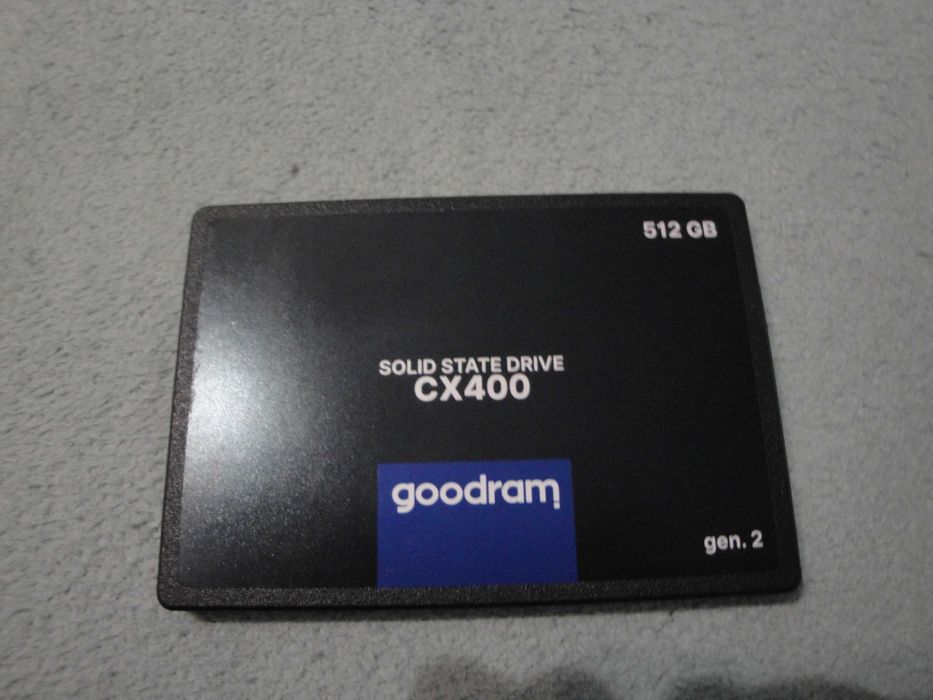 512 GB
SOLID STATE DRIVE
CX400
goodram
gen. 2